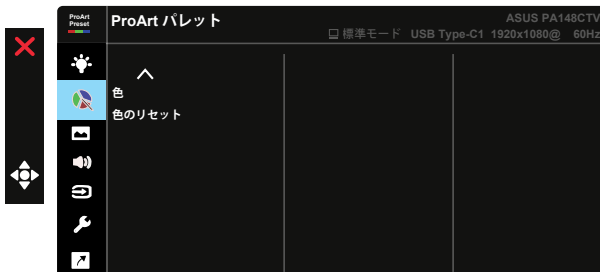 ProArt
Preset
ProArt パレット
ASUS PA148CTV
標準モード USB Type-C1 1920x1080@ 60Hz
色
色のリセット